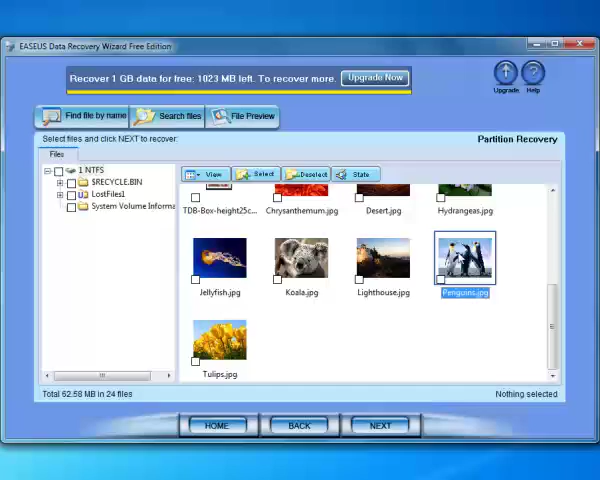 EASEUS Data Recovery Wizard Free Edition
Recover 1 GB data for free: 1023 MB left. To recover more. Upgrade Now
Upgrade Help
Find file by name Search files File Preview
Select files and click NEXT to recover:
Partition Recovery
Files
1 NTFS
$RECYCLE.BIN
LostFiles1
System Volume Informa
View Select Deselect State
TDB-Box-height25c... Chrysanthemum.jpg Desert.jpg Hydrangeas.jpg
Jellyfish.jpg Koala.jpg Lighthouse.jpg Penguins.jpg
Tulips.jpg
Total 62.58 MB in 24 files
Nothing selected
HOME BACK NEXT